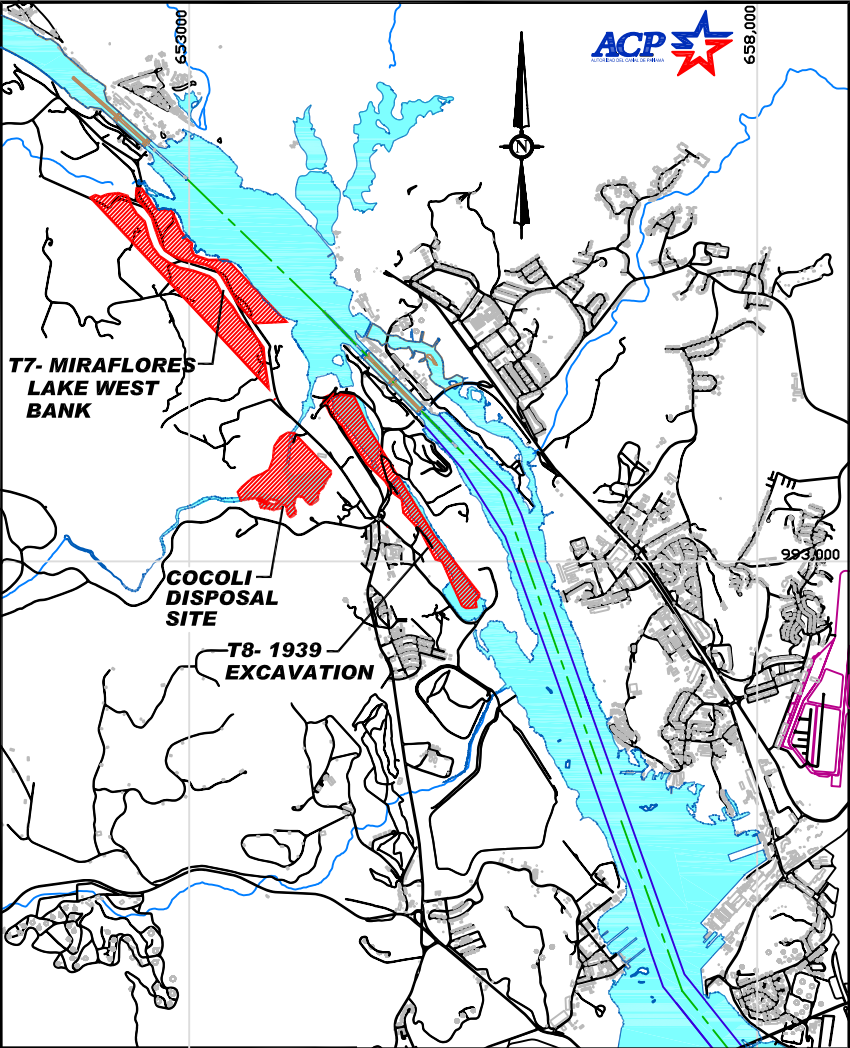 653000
ACP
AUTORIDAD DEL CANAL DE PANAMA
658,000
N
T7- MIRAFLORES
LAKE WEST
BANK
993,000
COCOLI
DISPOSAL
SITE
T8- 1939
EXCAVATION